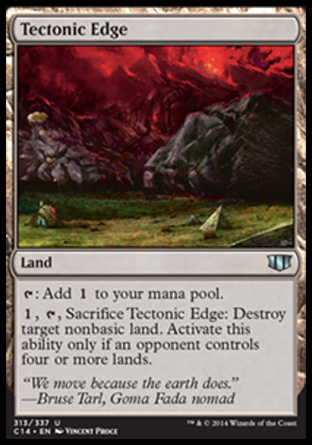 Tectonic Edge
Land
: Add 1 to your mana pool.
1, , Sacrifice Tectonic Edge: Destroy
target nonbasic land. Activate this
ability only if an opponent controls
four or more lands.
“We move because the earth does.”
—Bruse Tarl, Goma Fada nomad
313/337 U
C14 • EN Vincent Proce
™ & © 2014 Wizards of the Coast